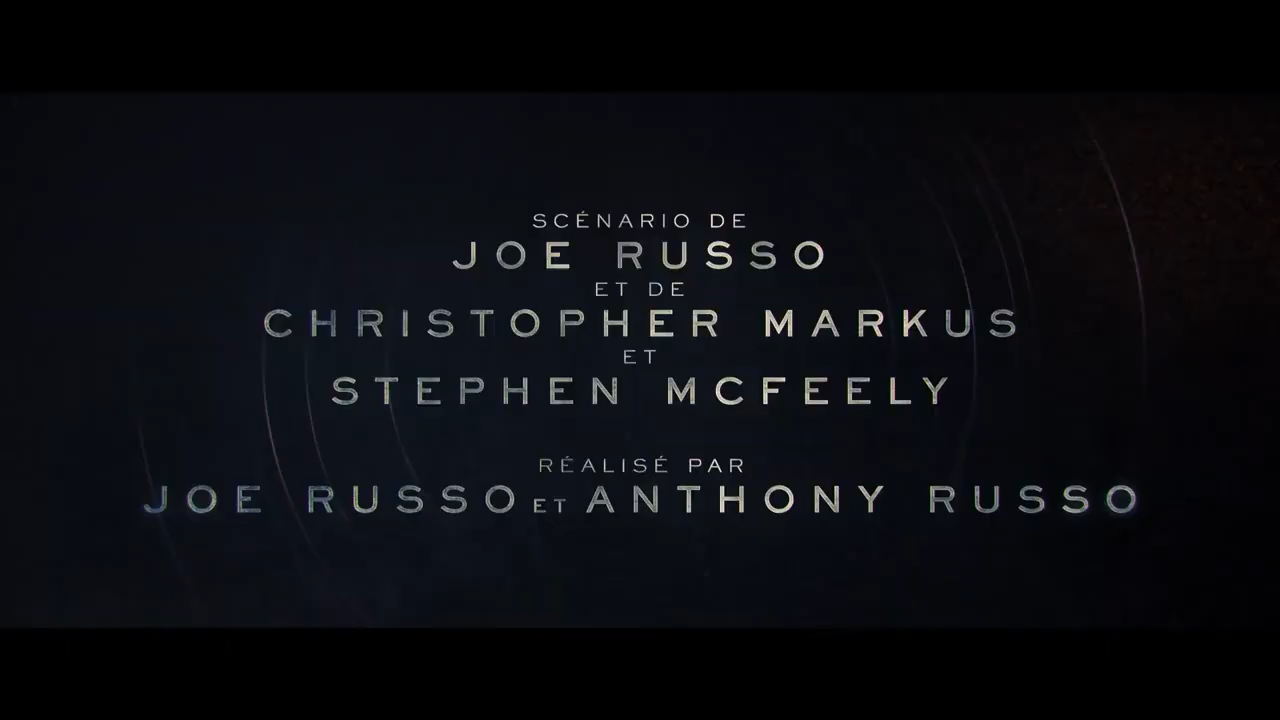 SCÉNARIO DE
JOE RUSSO
ET DE
CHRISTOPHER MARKUS
ET
STEPHEN MCFEELY
RÉALISÉ PAR
JOE RUSSO ET ANTHONY RUSSO